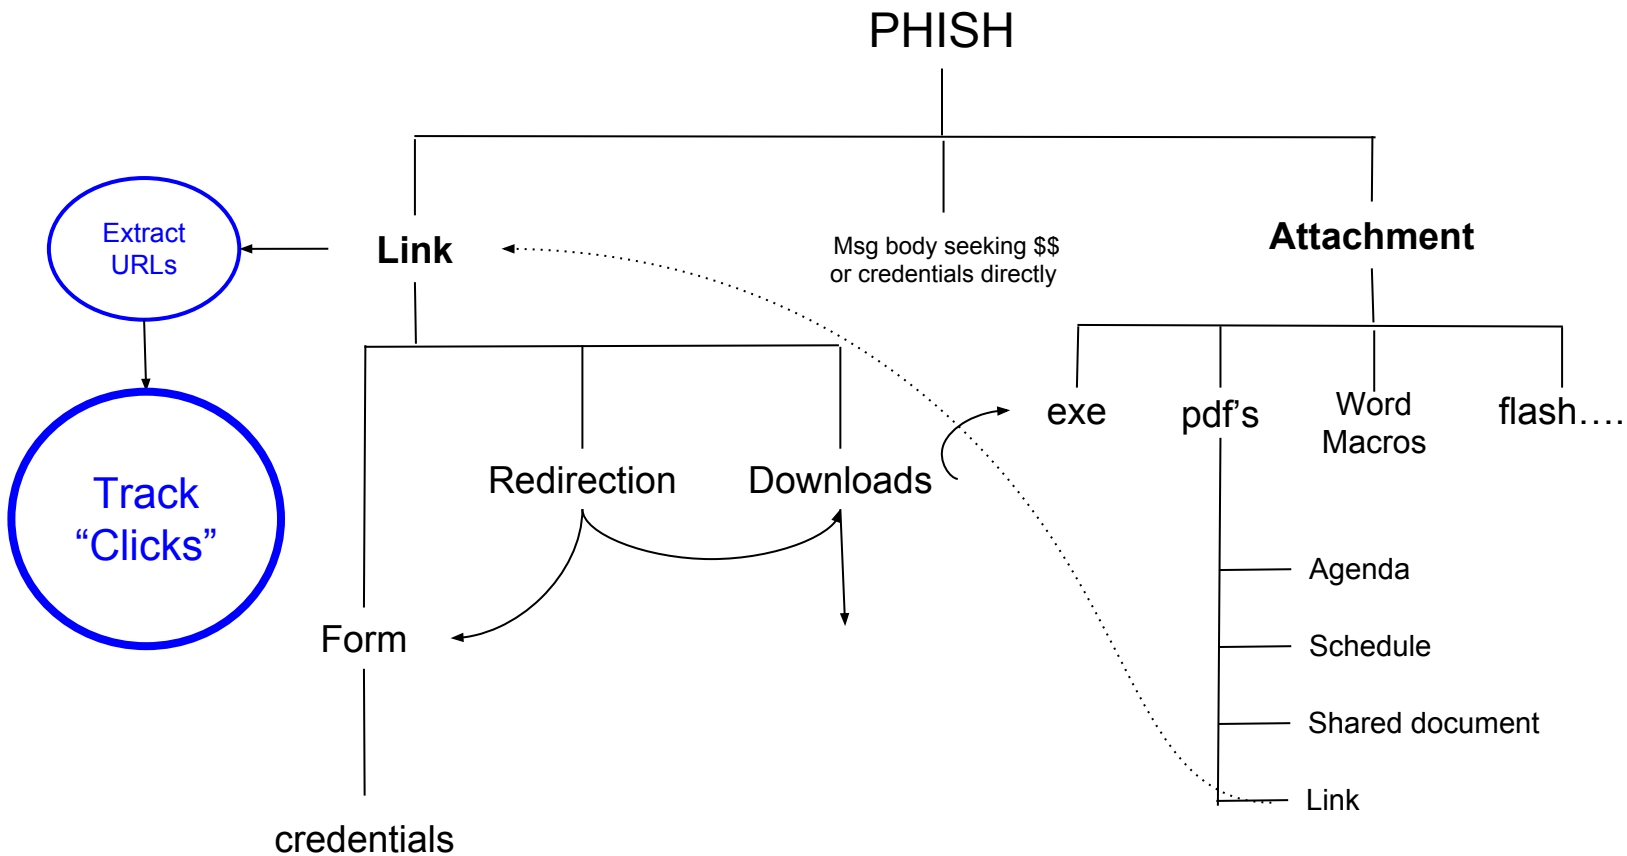 PHISH
Extract
URLs
Link
Msg body seeking $$
or credentials directly
Attachment
Track
“Clicks”
Redirection
Downloads
exe
pdf’s
Word
Macros
flash....
Form
credentials
Agenda
Schedule
Shared document
Link